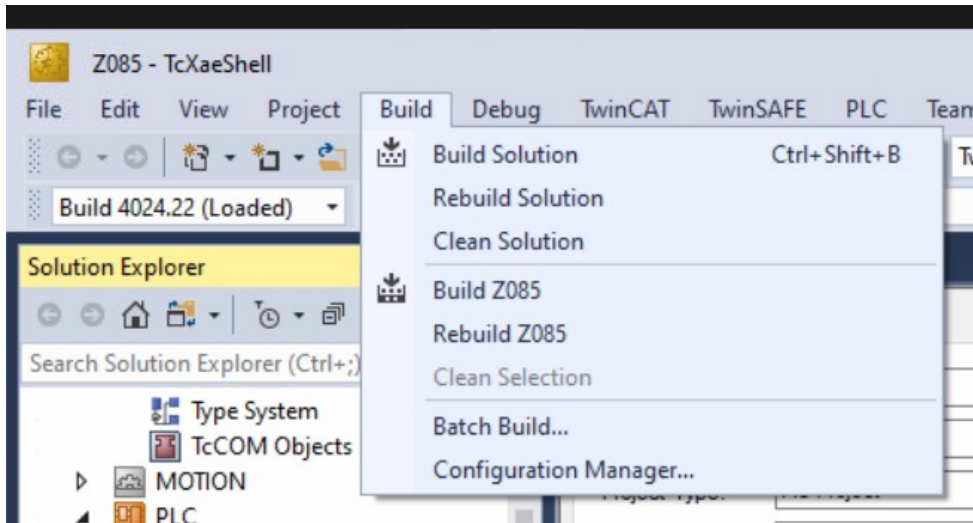 Z085 - TcXaeShell
File Edit View Project Build Debug TwinCAT TwinSAFE PLC
Build Solution Ctrl+Shift+B
Rebuild Solution
Build 4024.22 (Loaded)
Clean Solution
Solution Explorer
Build Z085
Rebuild Z085
Search Solution Explorer (Ctrl+;)
Clean Selection
Type System
Batch Build...
TcCOM Objects
Configuration Manager...
MOTION
PLC